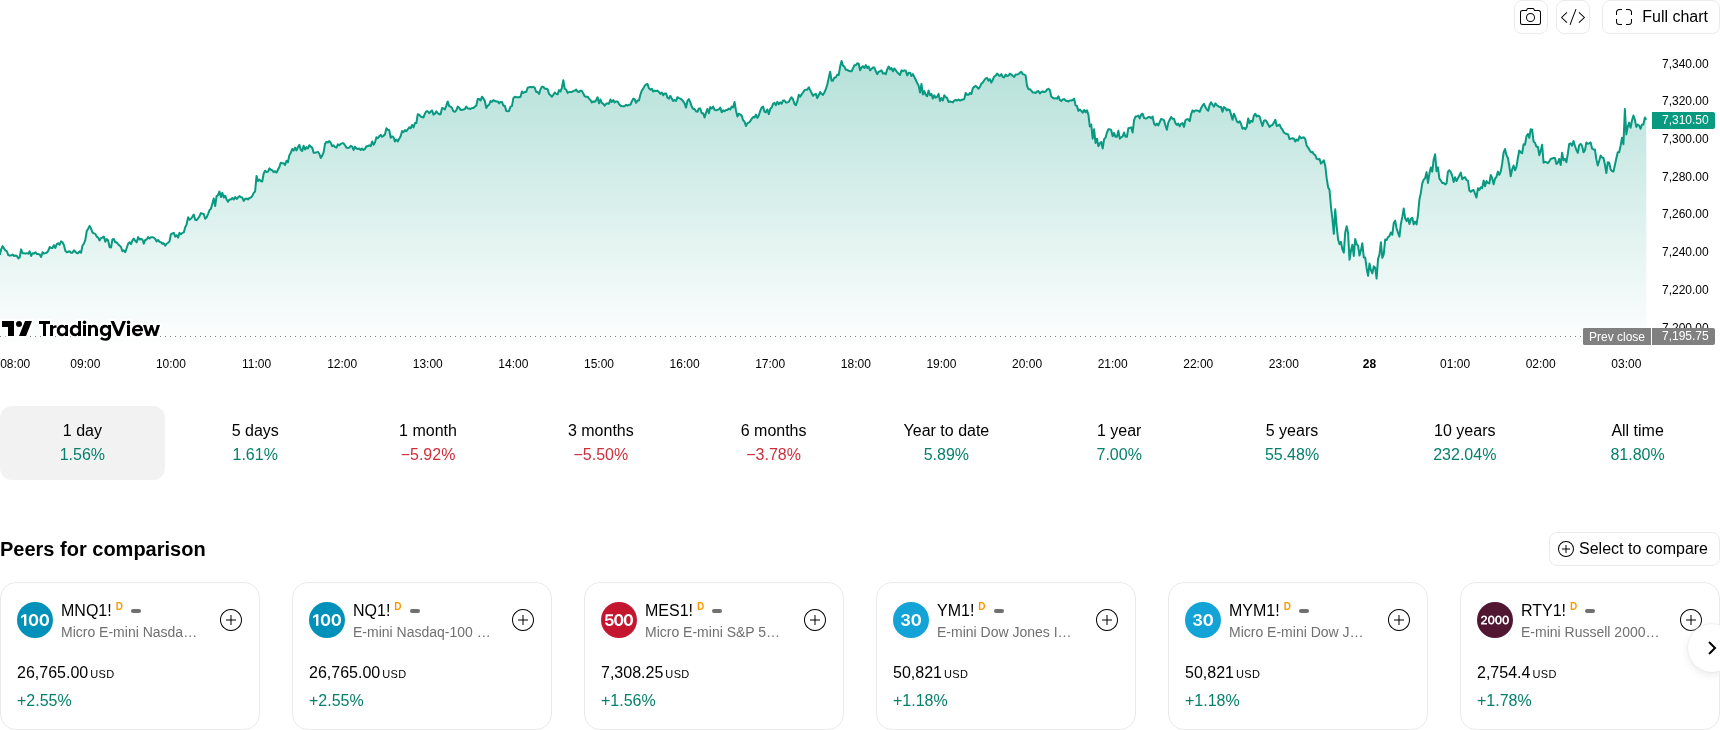 Full chart
7,340.00
7,320.00
7,310.50
7,300.00
7,280.00
7,260.00
7,240.00
7,220.00
7,200.00
Prev close 7,195.75
TradingView
08:00 09:00 10:00 11:00 12:00 13:00 14:00 15:00 16:00 17:00 18:00 19:00 20:00 21:00 22:00 23:00 28 01:00 02:00 03:00
1 day 5 days 1 month 3 months 6 months Year to date 1 year 5 years 10 years All time
1.56% 1.61% −5.92% −5.50% −3.78% 5.89% 7.00% 55.48% 232.04% 81.80%
Peers for comparison
Select to compare
100 MNQ1! D
Micro E-mini Nasda…
26,765.00 USD
+2.55%
100 NQ1! D
E-mini Nasdaq-100 …
26,765.00 USD
+2.55%
500 MES1! D
Micro E-mini S&P 5…
7,308.25 USD
+1.56%
30 YM1! D
E-mini Dow Jones I…
50,821 USD
+1.18%
30 MYM1! D
Micro E-mini Dow J…
50,821 USD
+1.18%
2000 RTY1! D
E-mini Russell 2000…
2,754.4 USD
+1.78%